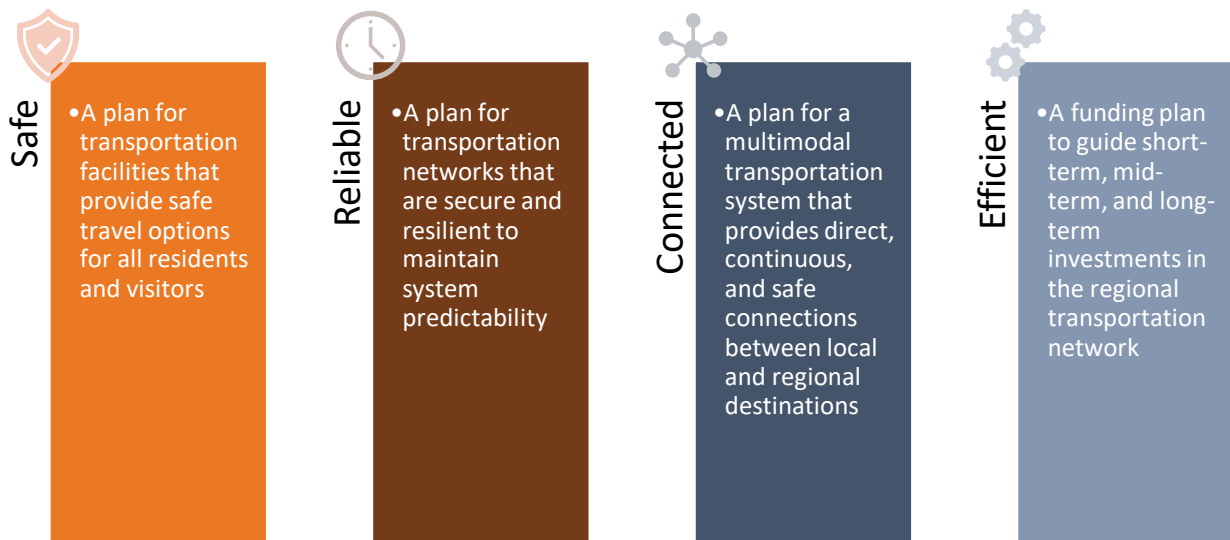 Safe
•A plan for
transportation
facilities that
provide safe
travel options
for all residents
and visitors
Reliable
•A plan for
transportation
networks that
are secure and
resilient to
maintain
system
predictability
Connected
•A plan for a
multimodal
transportation
system that
provides direct,
continuous,
and safe
connections
between local
and regional
destinations
Efficient
•A funding plan
to guide short-
term, mid-
term, and long-
term
investments in
the regional
transportation
network